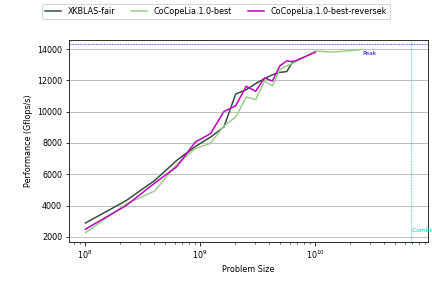 XKBLAS-fair CoCopeLia.1.0-best CoCopeLia.1.0-best-reversek
14000
Peak
12000
10000
8000
6000
4000
2000
Performance (Gflops/s)
10⁸ 10⁹ 10¹⁰
Problem Size